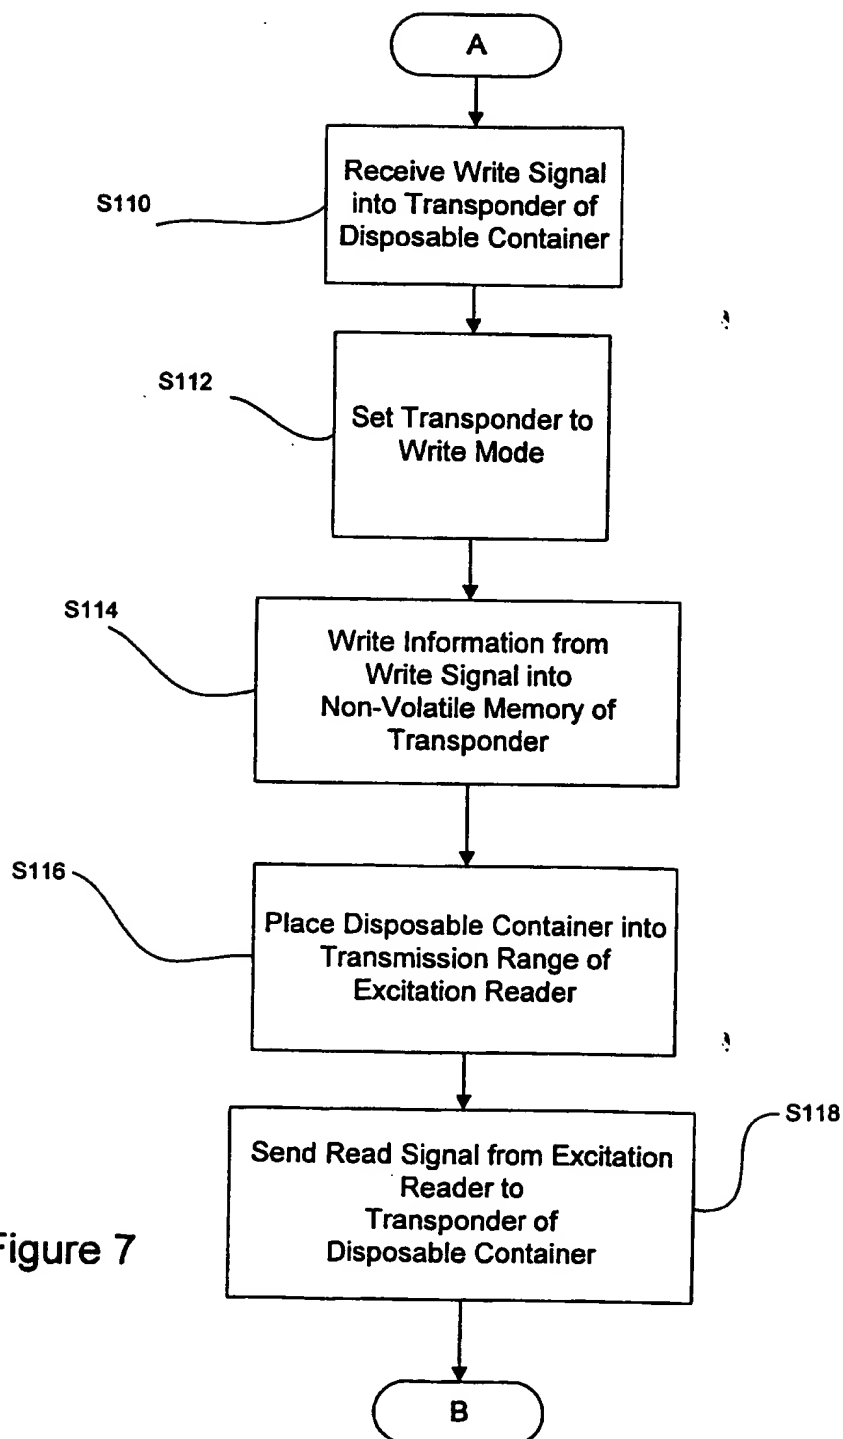 A
S110
Receive Write Signal
into Transponder of
Disposable Container
S112
Set Transponder to
Write Mode
S114
Write Information from
Write Signal into
Non-Volatile Memory of
Transponder
S116
Place Disposable Container into
Transmission Range of
Excitation Reader
S118
Send Read Signal from Excitation
Reader to
Transponder of
Disposable Container
Figure 7
B